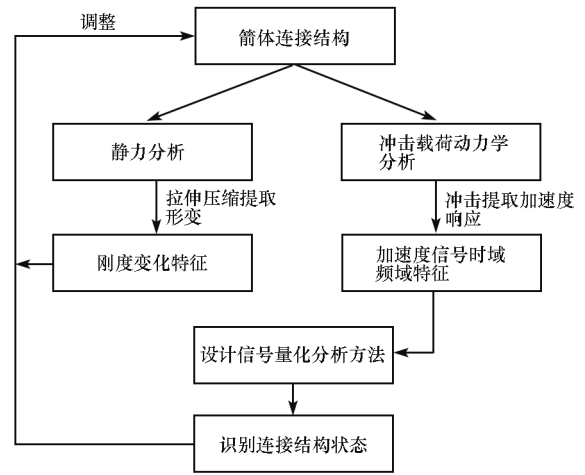 调整
箭体连接结构
静力分析
冲击载荷动力学
分析
拉伸压缩提取
形变
冲击提取加速度
响应
刚度变化特征
加速度信号时域
频域特征
设计信号量化分析方法
识别连接结构状态